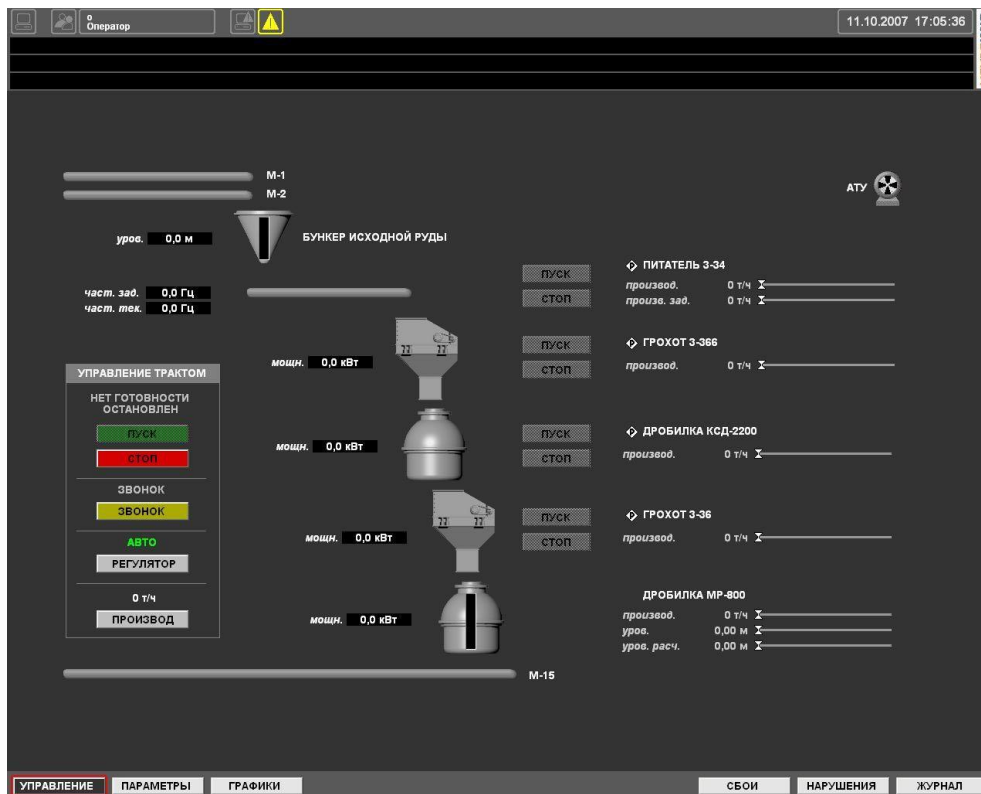 0
Оператор
11.10.2007 17:05:36
М-1
М-2
АТУ
уров. 0,0 м
БУНКЕР ИСХОДНОЙ РУДЫ
част. зад. 0,0 Гц
част. тек. 0,0 Гц
ПУСК
СТОП
ПИТАТЕЛЬ 3-34
производ. 0 т/ч
произв. зад. 0 т/ч
мощн. 0,0 кВт
ПУСК
СТОП
Р ГРОХОТ 3-366
производ. 0 т/ч
УПРАВЛЕНИЕ ТРАКТОМ
НЕТ ГОТОВНОСТИ
ОСТАНОВЛЕН
ПУСК
СТОП
ЗВОНОК
ЗВОНОК
АВТО
РЕГУЛЯТОР
0 т/ч
ПРОИЗВОД
мощн. 0,0 кВт
ПУСК
СТОП
Р ДРОБИЛКА КСД-2200
производ. 0 т/ч
мощн. 0,0 кВт
ПУСК
СТОП
Р ГРОХОТ 3-36
производ. 0 т/ч
мощн. 0,0 кВт
ДРОБИЛКА МР-800
производ. 0 т/ч
уров. 0,00 м
уров. расч. 0,00 м
М-15
УПРАВЛЕНИЕ ПАРАМЕТРЫ ГРАФИКИ СБОИ НАРУШЕНИЯ ЖУРНАЛ